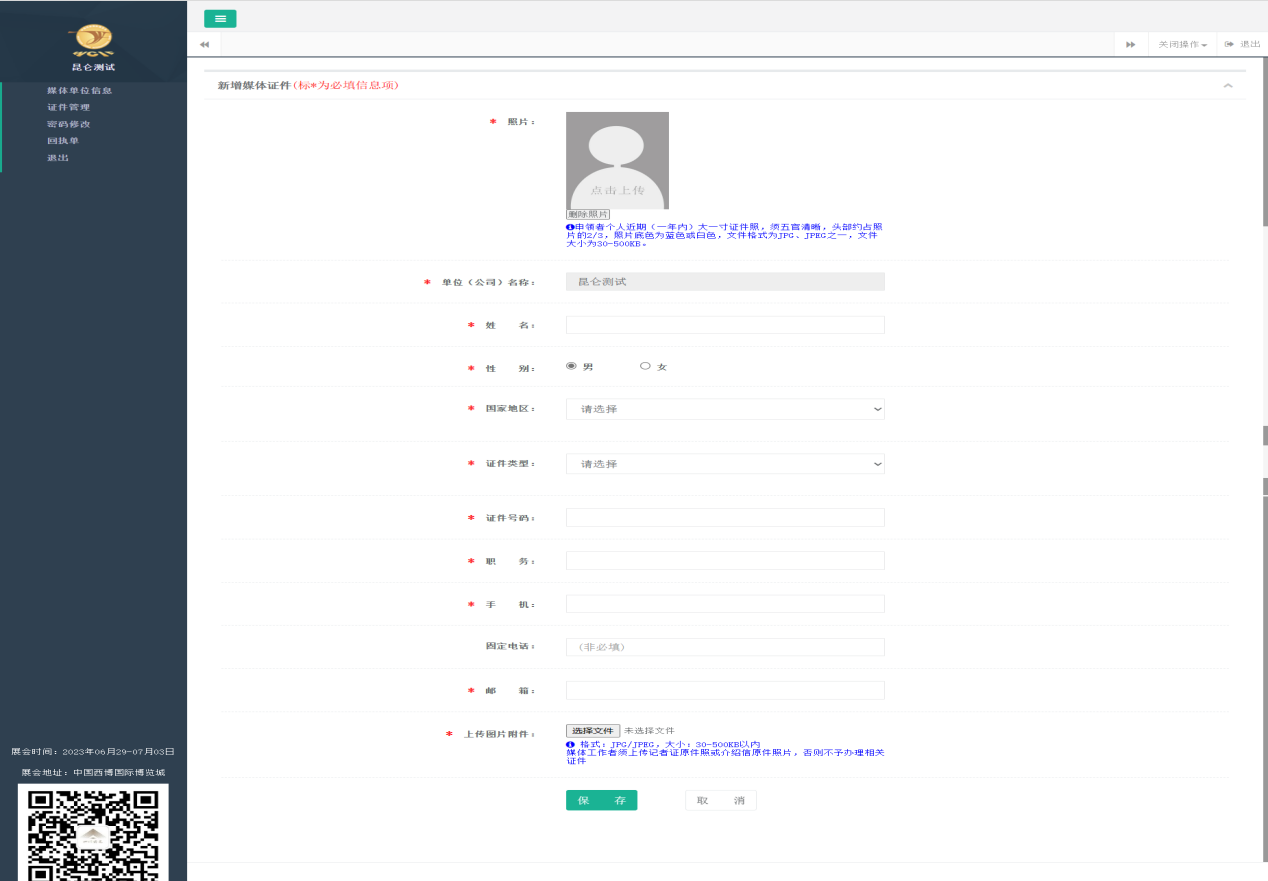 昆仑测试
媒体单位信息
证件管理
密码修改
回执单
退出
展会时间：2023年06月29-07月03日
展会地址：中国西博国际博览城
关闭操作
退出
新增媒体证件(标*为必填信息项)
* 照片：
点击上传
删除照片
申领者个人近期（一年内）大一寸证件照，须五官清晰，头部约占照
片的2/3，照片底色为蓝色或白色，文件格式为JPG、JPEG之一，文件
大小为30-500KB。
* 单位（公司）名称： 昆仑测试
* 姓 名：
* 性 别： 男 女
* 国家地区： 请选择
* 证件类型： 请选择
* 证件号码：
* 职 务：
* 手 机：
固定电话： （非必填）
* 邮 箱：
* 上传图片附件： 选择文件 未选择文件
格式：JPG/JPEG，大小：30-500KB以内
媒体工作者须上传记者证原件照或介绍信原件照片，否则不予办理相关
证件
保 存 取 消